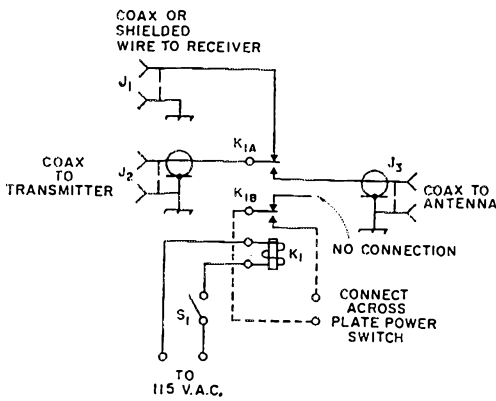 COAX OR
SHIELDED
WIRE TO RECEIVER
J1
K1A
J3
COAX
TO
TRANSMITTER
J2
COAX TO
ANTENNA
K1B
NO CONNECTION
K1
CONNECT
ACROSS
PLATE POWER
SWITCH
S1
TO
115 V.A.C.